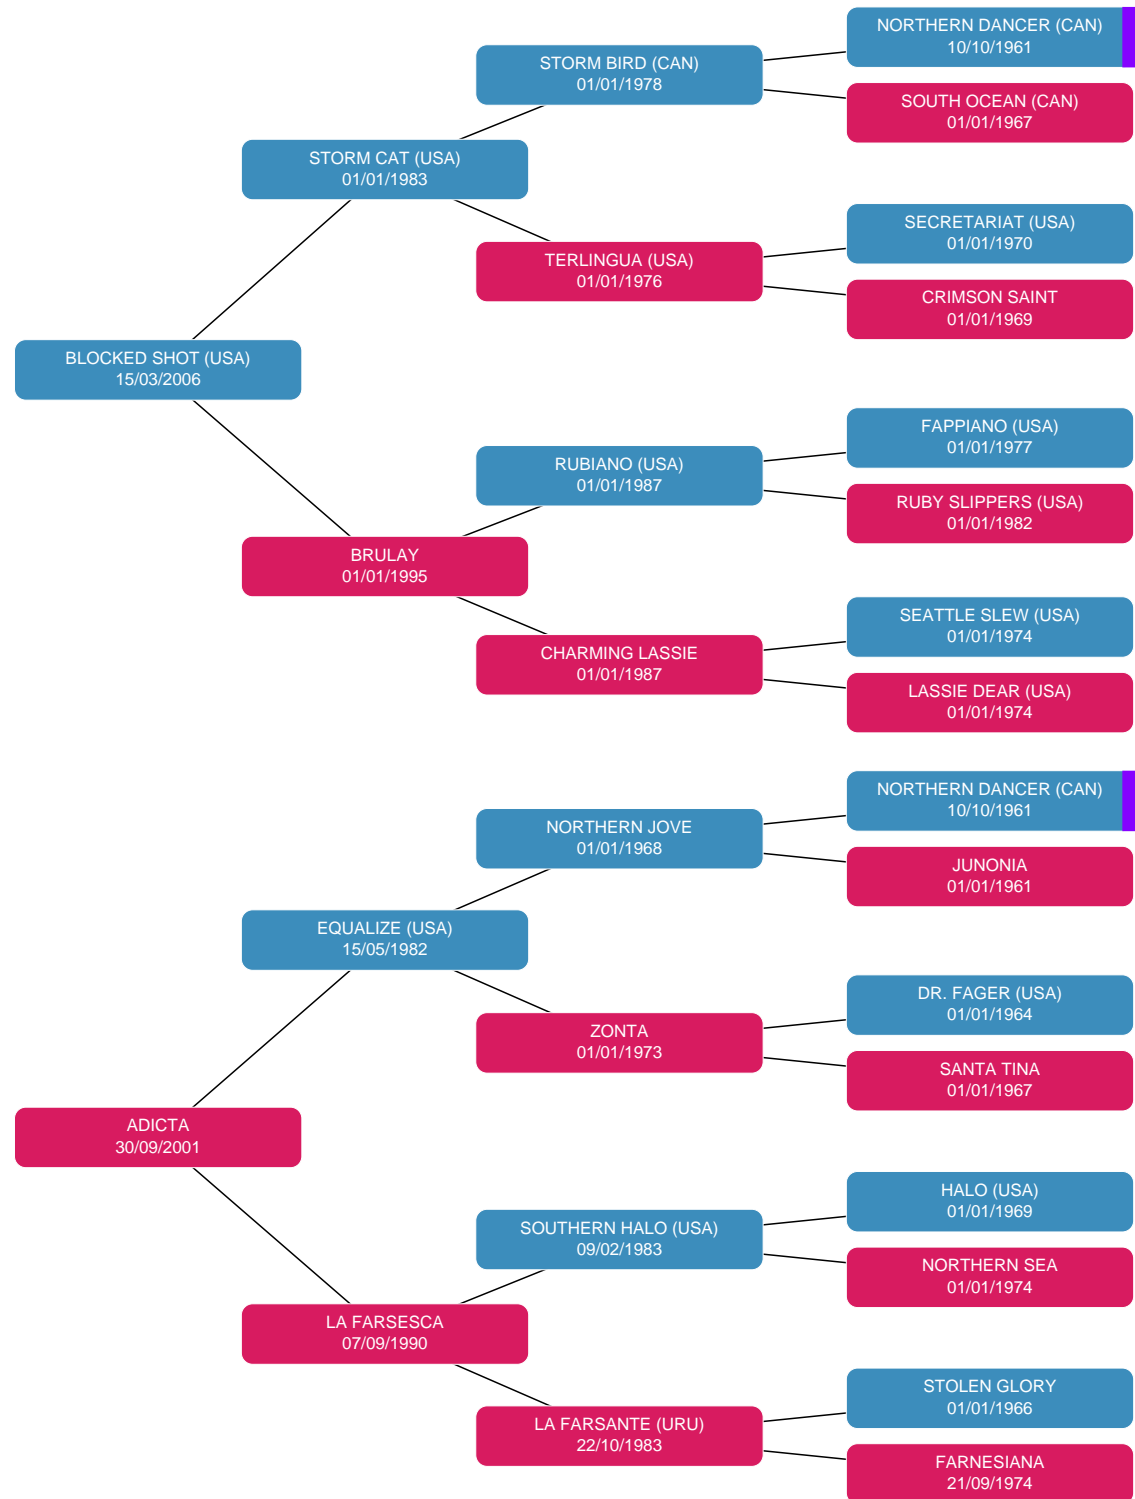 NORTHERN DANCER (CAN)
10/10/1961
STORM BIRD (CAN)
01/01/1978
SOUTH OCEAN (CAN)
01/01/1967
STORM CAT (USA)
01/01/1983
SECRETARIAT (USA)
01/01/1970
TERLINGUA (USA)
01/01/1976
CRIMSON SAINT
01/01/1969
BLOCKED SHOT (USA)
15/03/2006
FAPPIANO (USA)
01/01/1977
RUBIANO (USA)
01/01/1987
RUBY SLIPPERS (USA)
01/01/1982
BRULAY
01/01/1995
SEATTLE SLEW (USA)
01/01/1974
CHARMING LASSIE
01/01/1987
LASSIE DEAR (USA)
01/01/1974
NORTHERN DANCER (CAN)
10/10/1961
NORTHERN JOVE
01/01/1968
JUNONIA
01/01/1961
EQUALIZE (USA)
15/05/1982
DR. FAGER (USA)
01/01/1964
ZONTA
01/01/1973
SANTA TINA
01/01/1967
ADICTA
30/09/2001
HALO (USA)
01/01/1969
SOUTHERN HALO (USA)
09/02/1983
NORTHERN SEA
01/01/1974
LA FARSESCA
07/09/1990
STOLEN GLORY
01/01/1966
LA FARSANTE (URU)
22/10/1983
FARNESIANA
21/09/1974